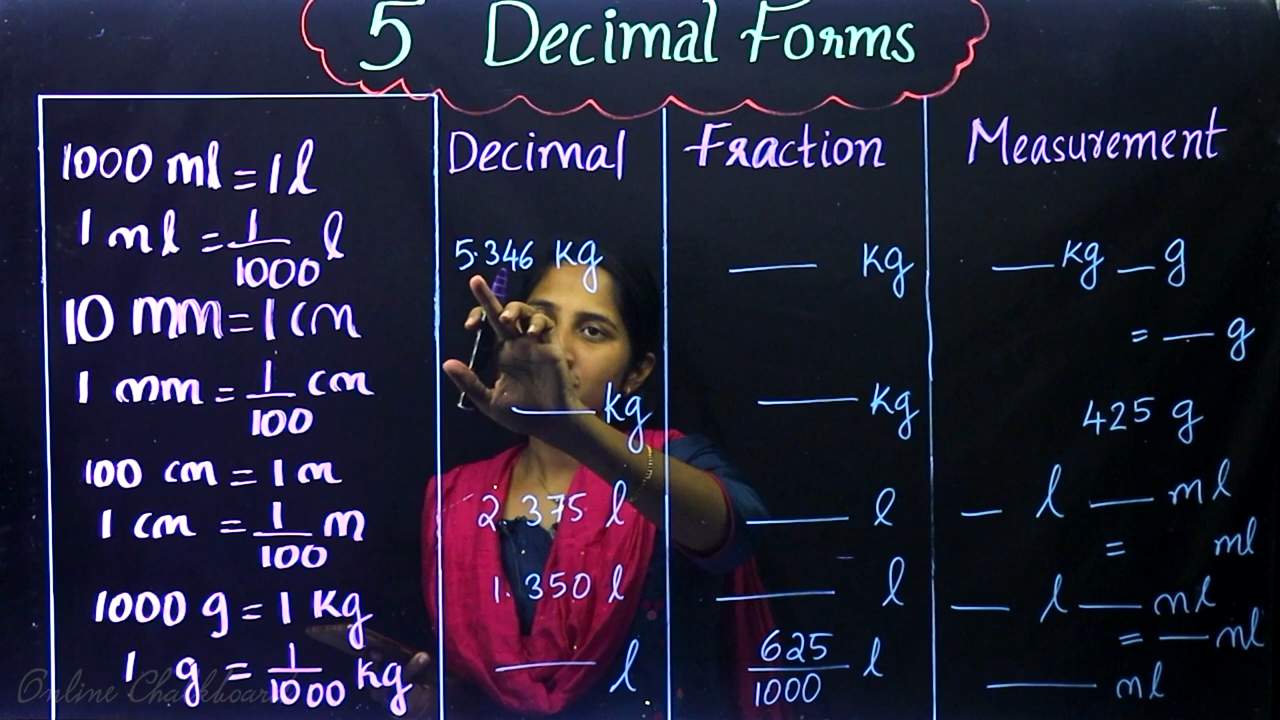 5 Decimal Forms
1000 ml = 1 l
1 ml = 1/1000 l
10 mm = 1 cm
1 mm = 1/100 cm
100 cm = 1 m
1 cm = 1/100 m
1000 g = 1 kg
1 g = 1/1000 kg
Decimal Fraction Measurement
5.346 kg ___ kg ___ kg ___ g
= ___ g
___ kg ___ kg 425 g
2.375 l ___ l ___ l ___ ml
= ml
1.350 l ___ l ___ l ___ ml
= ___ ml
___ l 625/1000 l ___ ml
Online Chalkboard